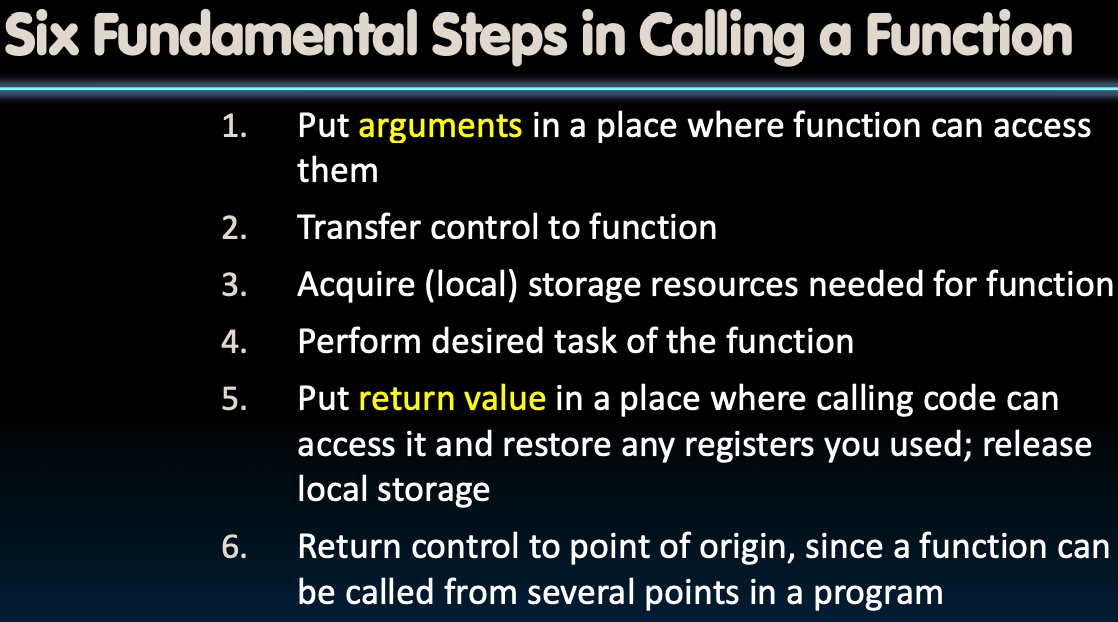 Six Fundamental Steps in Calling a Function
1. Put arguments in a place where function can access
them
2. Transfer control to function
3. Acquire (local) storage resources needed for function
4. Perform desired task of the function
5. Put return value in a place where calling code can
access it and restore any registers you used; release
local storage
6. Return control to point of origin, since a function can
be called from several points in a program